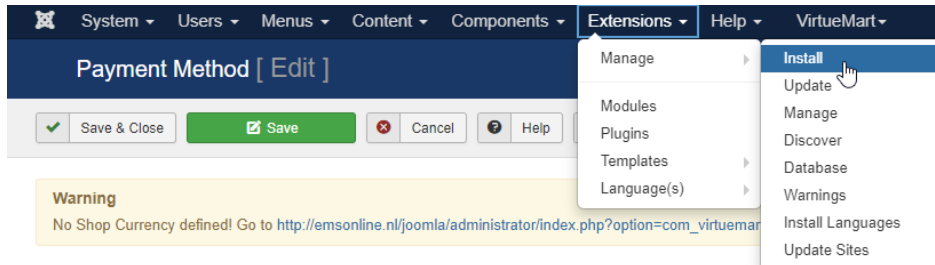 System Users Menus Content Components Extensions Help VirtueMart
Payment Method [ Edit ]
Save & Close Save Cancel Help
Warning
No Shop Currency defined! Go to http://emsonline.nl/joomla/administrator/index.php?option=com_virtuemar
Manage
Modules
Plugins
Templates
Language(s)
Install
Update
Manage
Discover
Database
Warnings
Install Languages
Update Sites